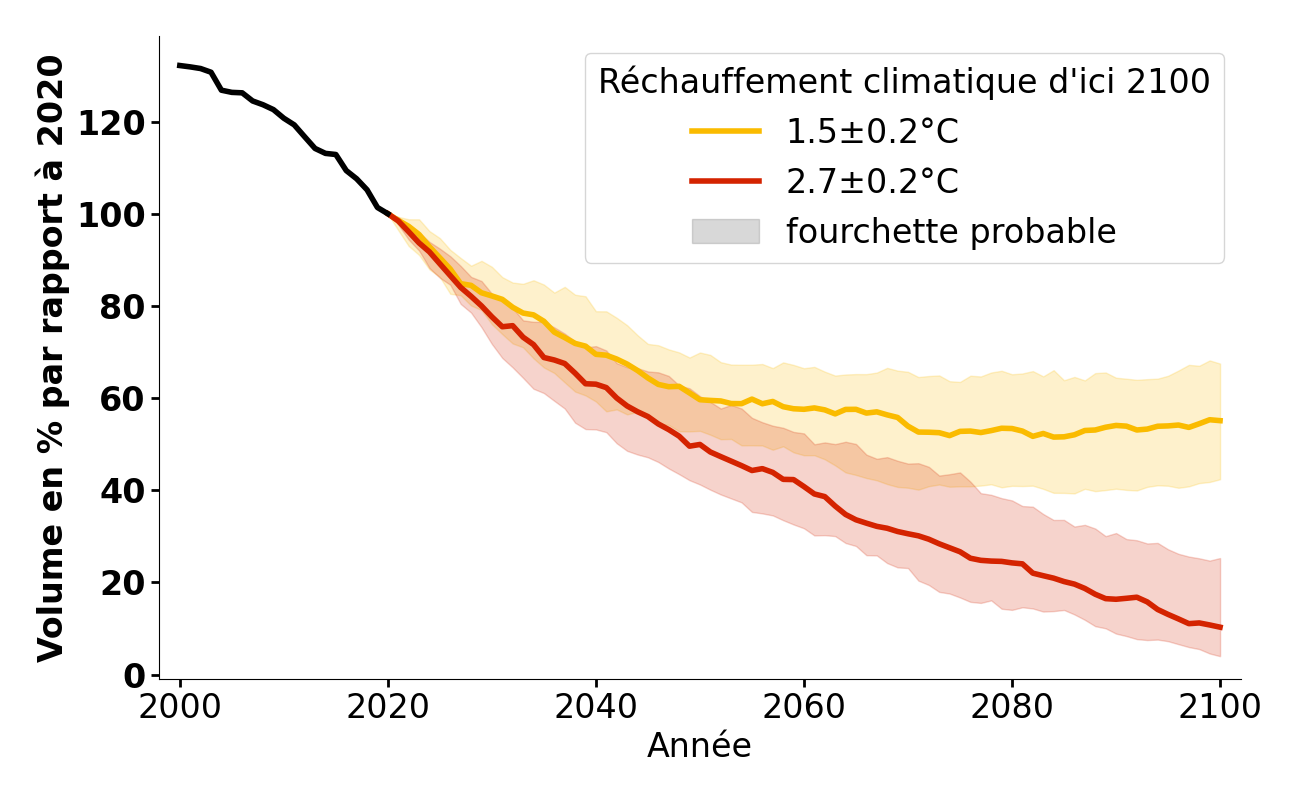 Volume en % par rapport à 2020
120
100
80
60
40
20
0
Réchauffement climatique d'ici 2100
1.5±0.2°C
2.7±0.2°C
fourchette probable
2000 2020 2040 2060 2080 2100
Année